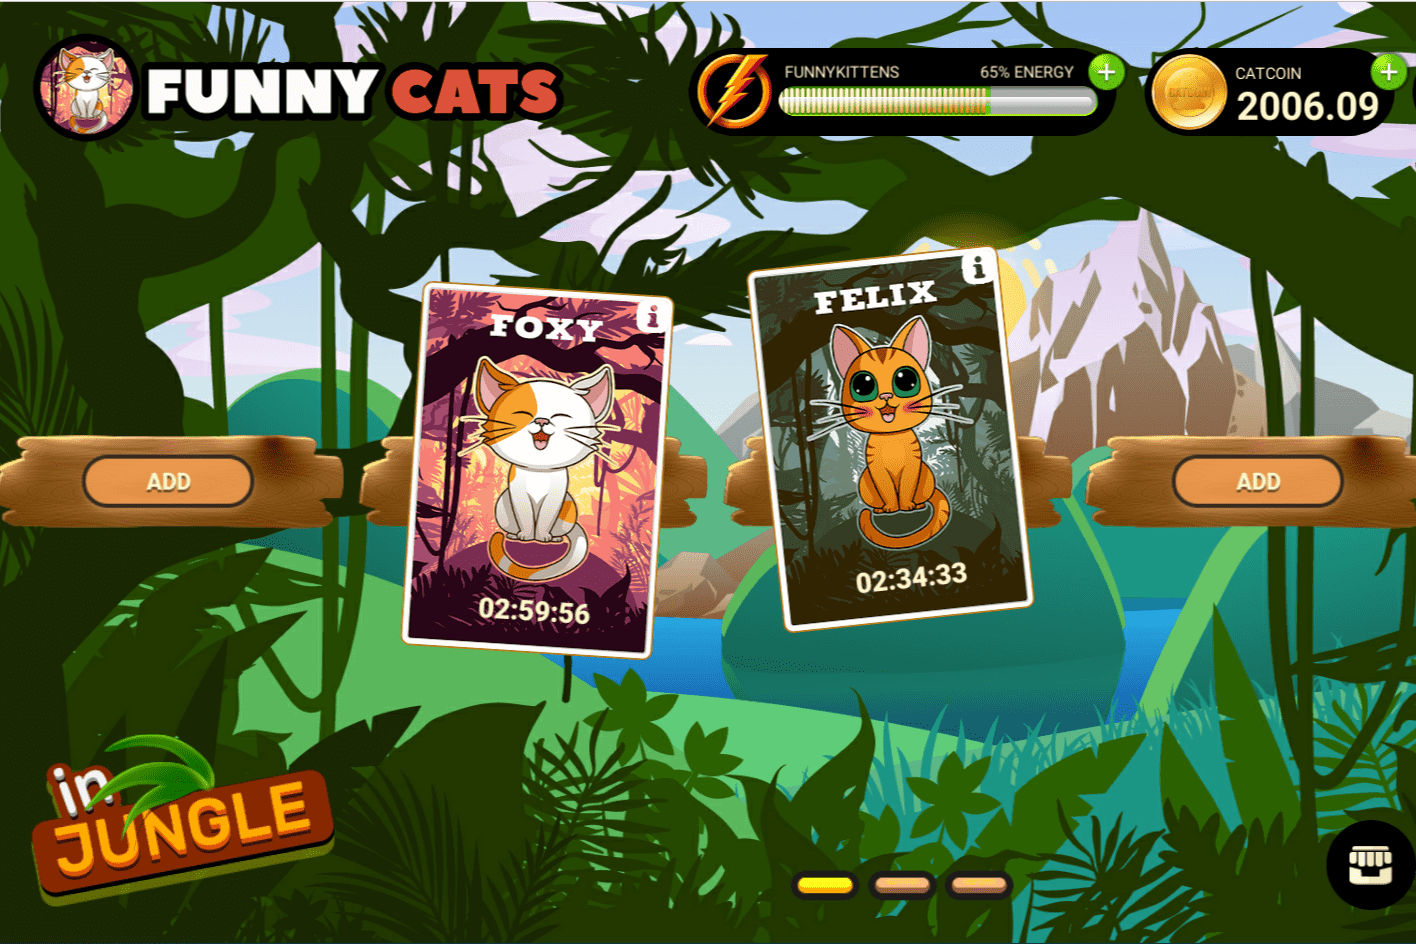 FUNNY CATS
FUNNYKITTENS
65% ENERGY
CATCOIN
2006.09
CATCOIN
FOXY
02:59:56
FELIX
02:34:33
ADD
ADD
in
JUNGLE